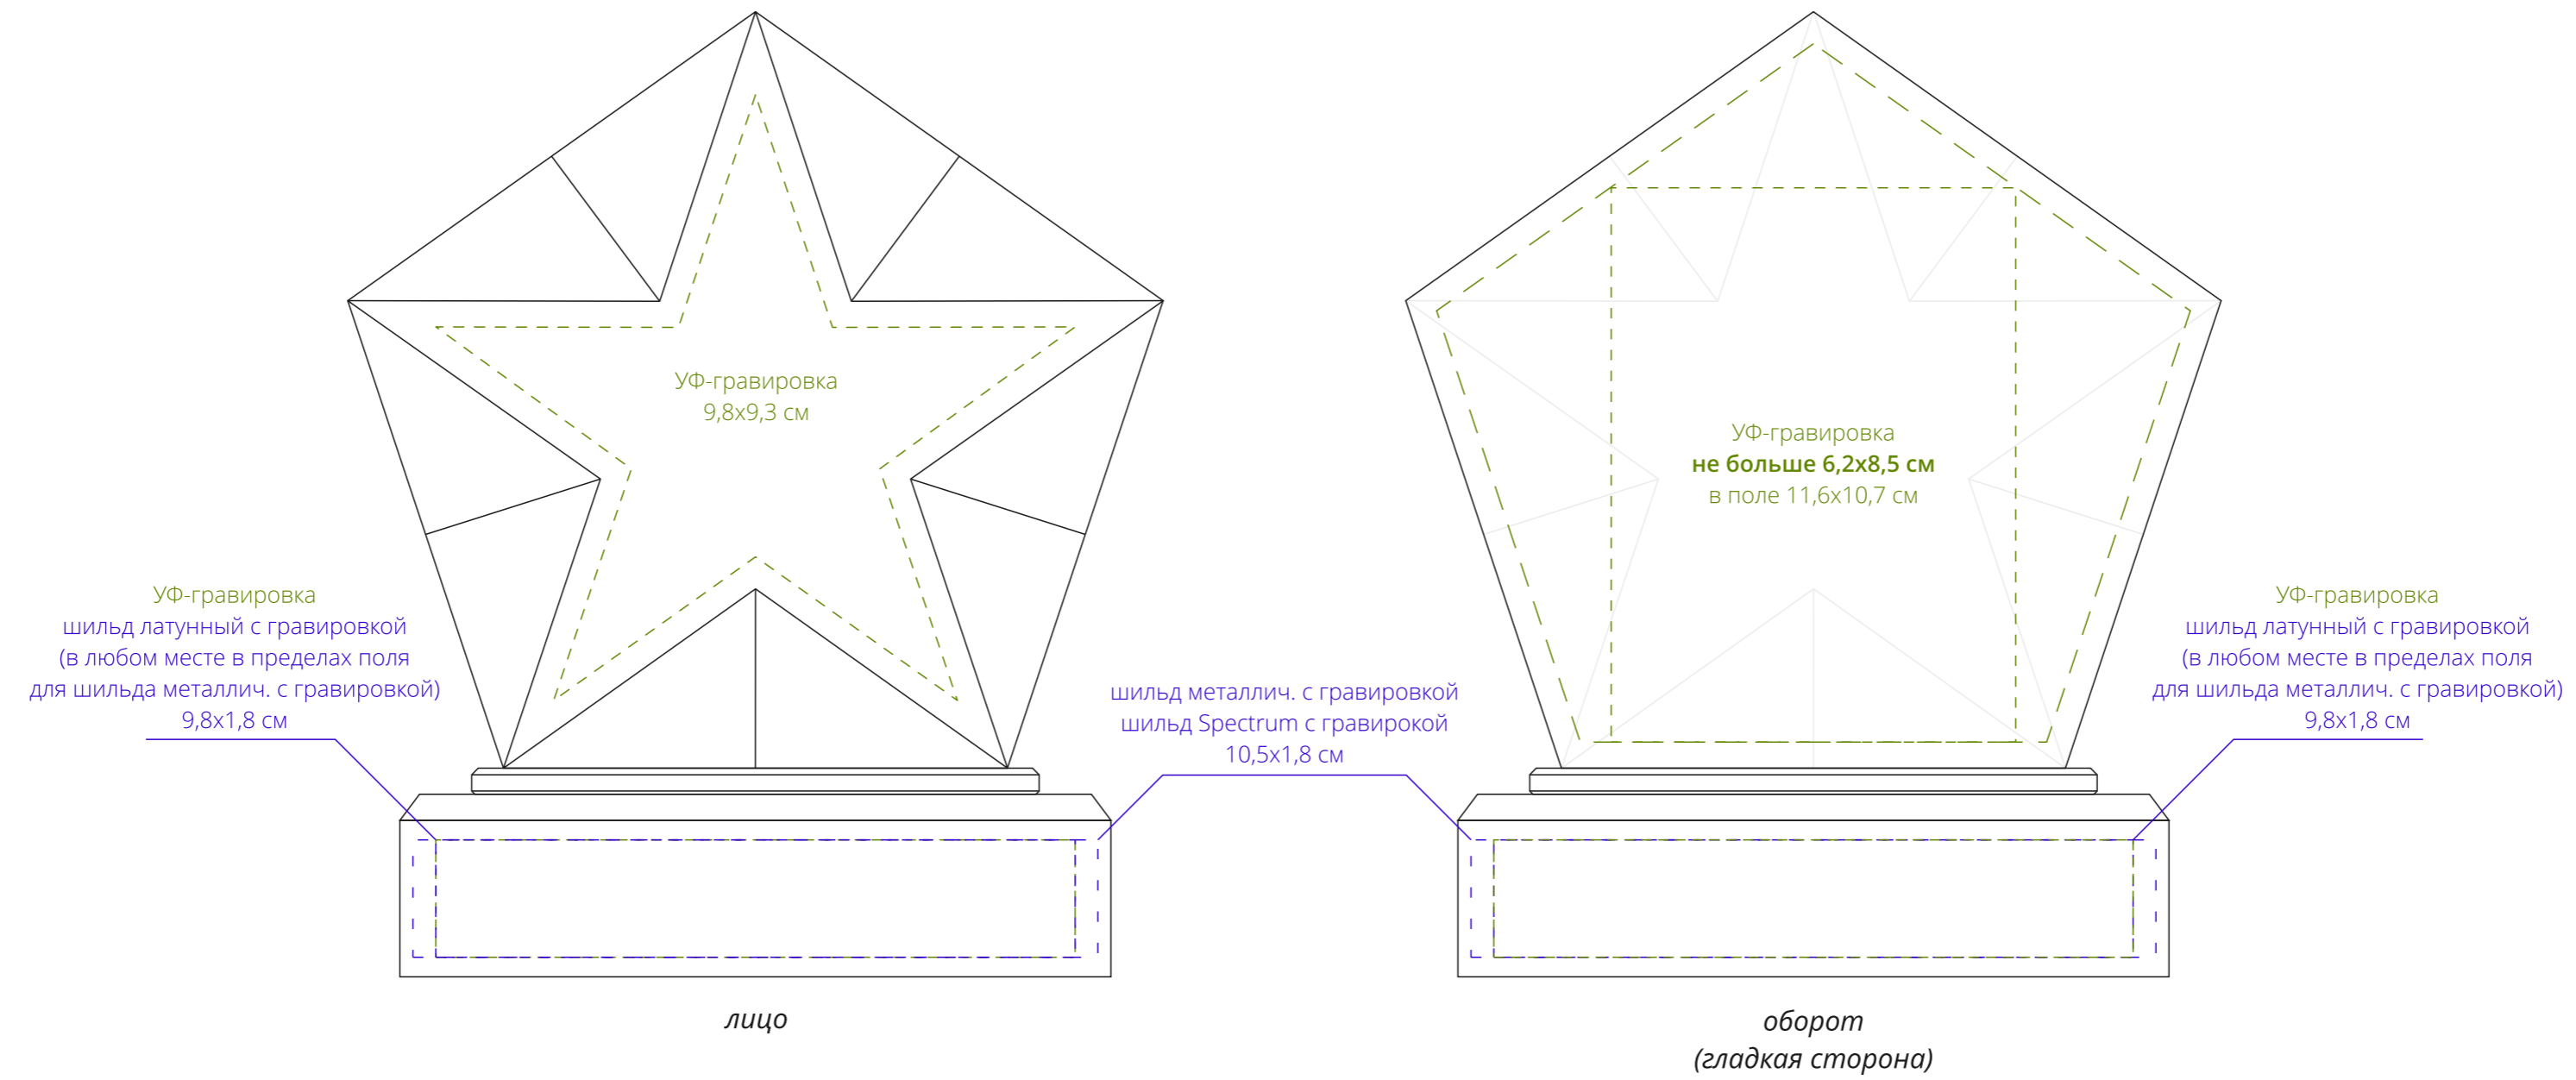 УФ-гравировка
9,8х9,3 см
УФ-гравировка
не больше 6,2х8,5 см
в поле 11,6х10,7 см
УФ-гравировка
шильд латунный с гравировкой
(в любом месте в пределах поля
для шильда металлич. с гравировкой)
9,8х1,8 см
шильд металлич. с гравировкой
шильд Spectrum с гравирокой
10,5х1,8 см
УФ-гравировка
шильд латунный с гравировкой
(в любом месте в пределах поля
для шильда металлич. с гравировкой)
9,8х1,8 см
лицо
оборот
(гладкая сторона)